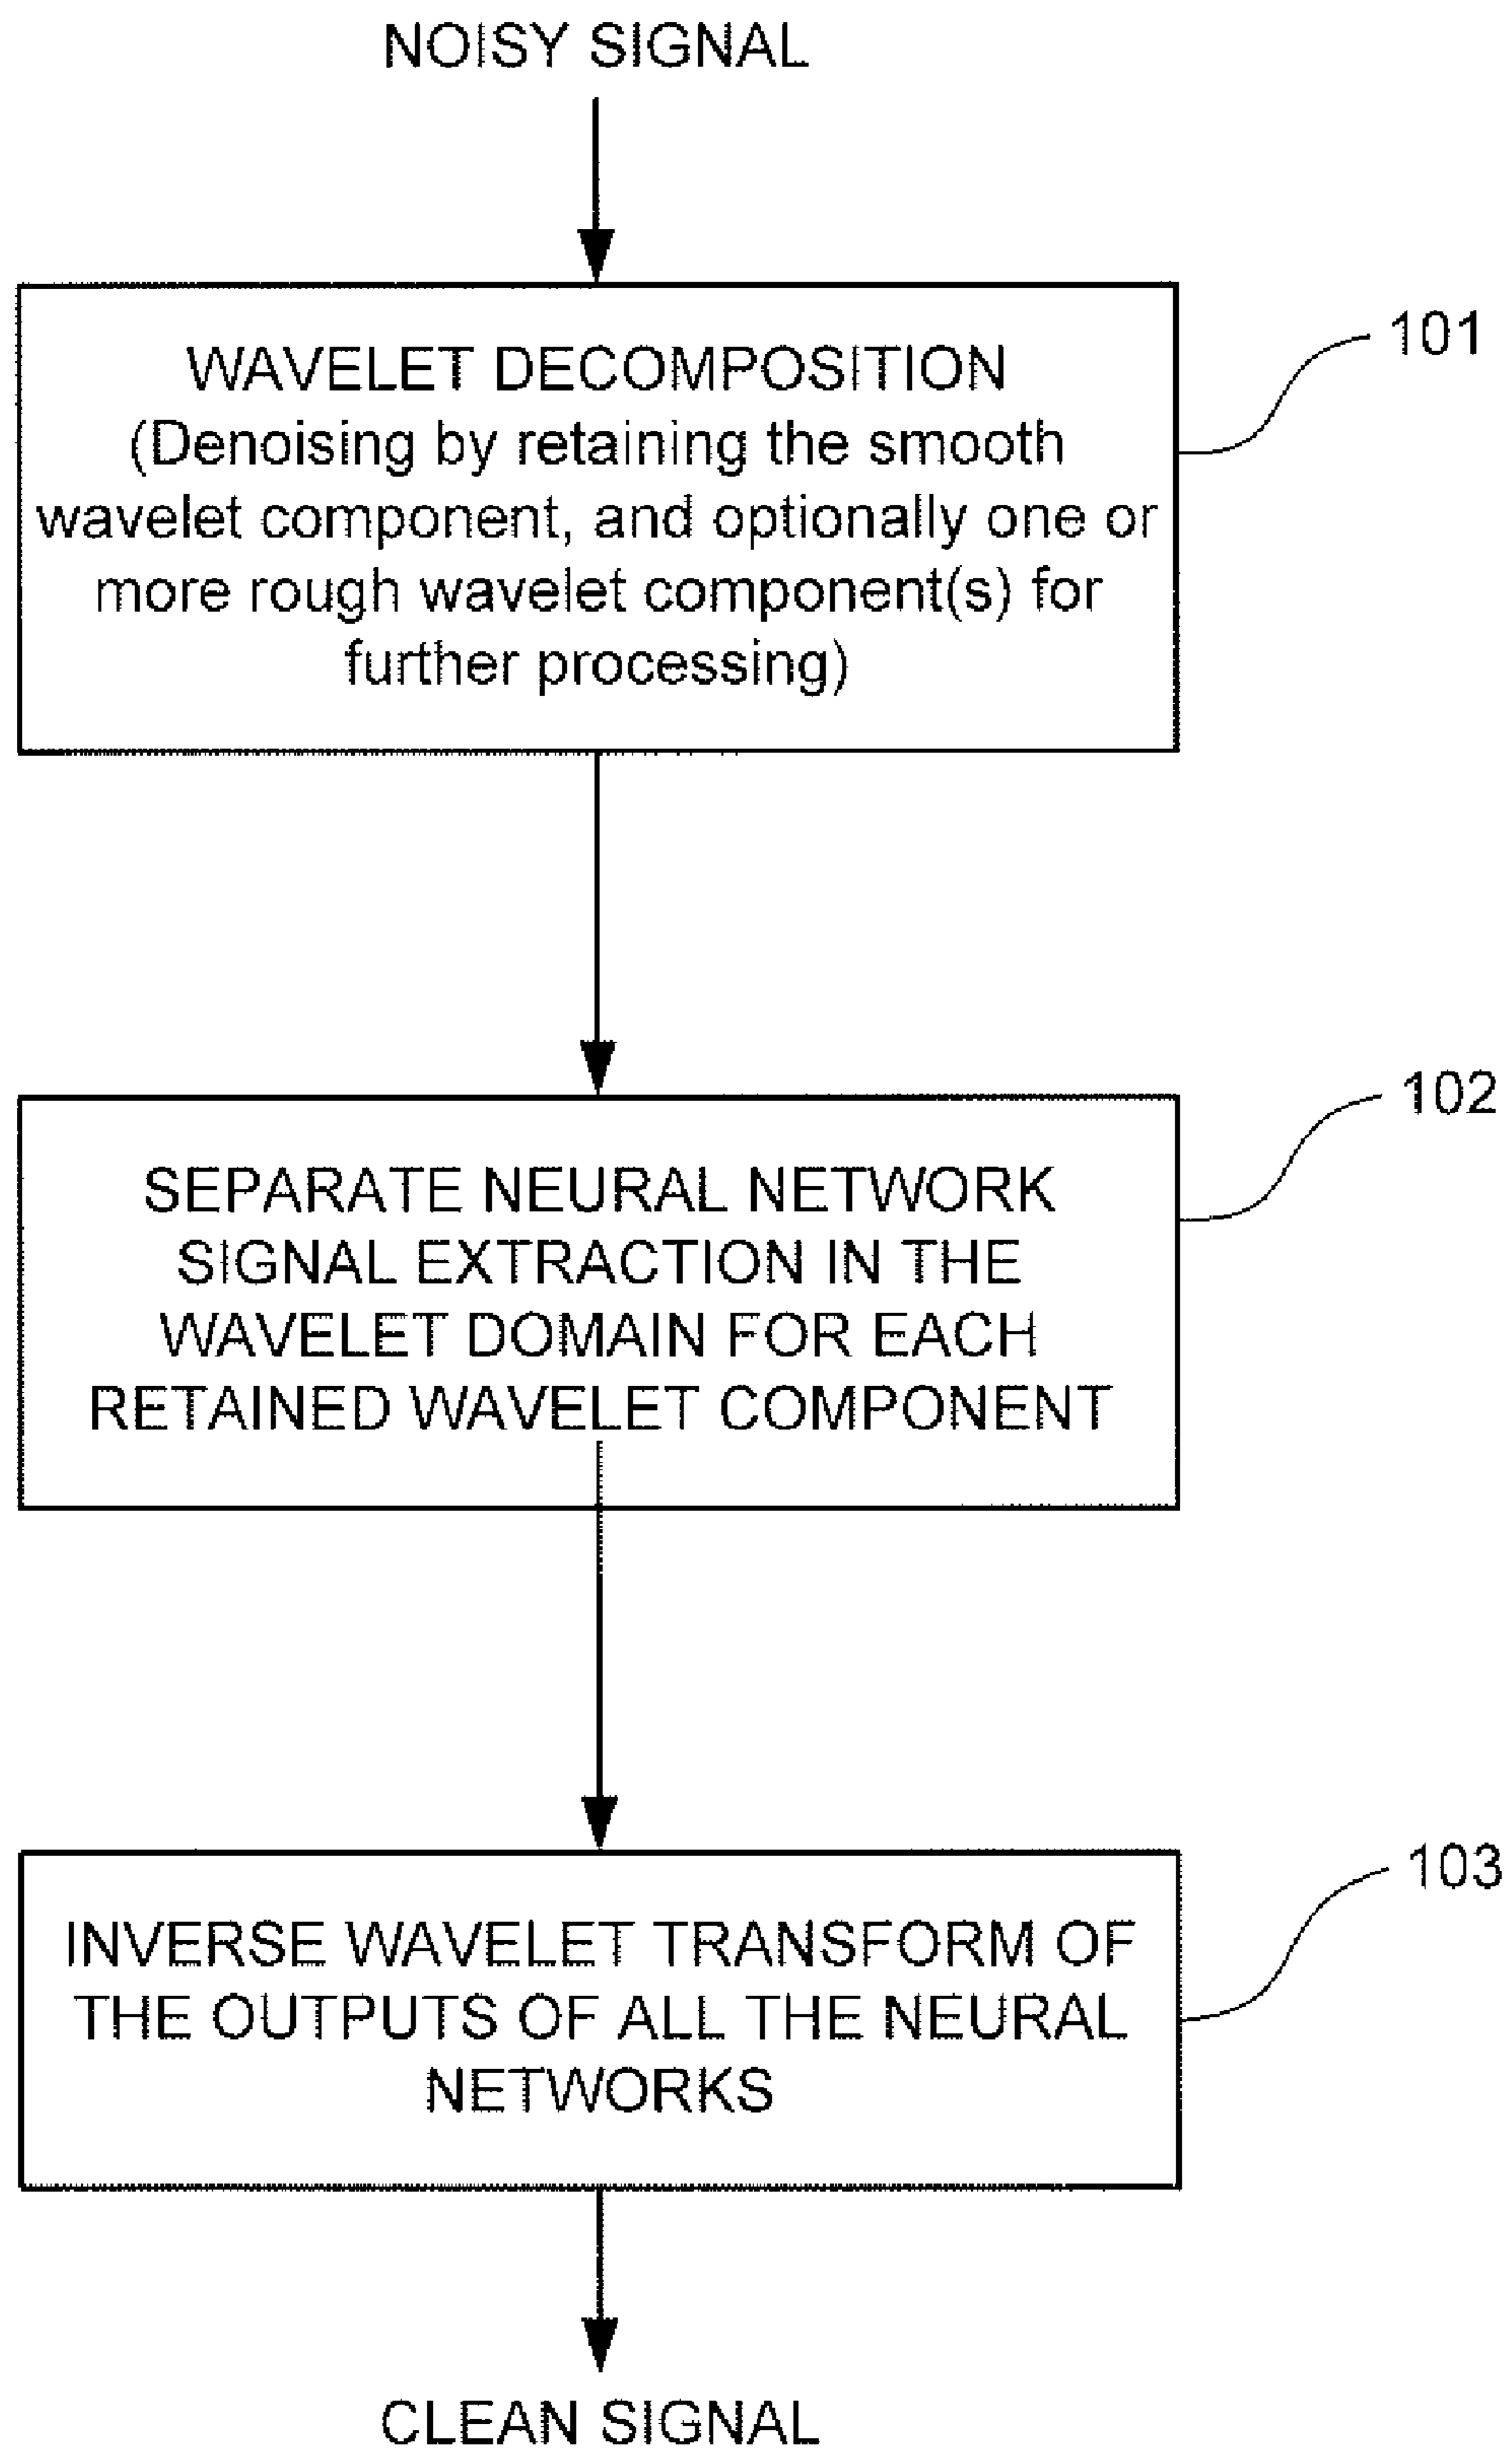 NOISY SIGNAL
101
WAVELET DECOMPOSITION
(Denoising by retaining the smooth
wavelet component, and optionally one or
more rough wavelet component(s) for
further processing)
102
SEPARATE NEURAL NETWORK
SIGNAL EXTRACTION IN THE
WAVELET DOMAIN FOR EACH
RETAINED WAVELET COMPONENT
103
INVERSE WAVELET TRANSFORM OF
THE OUTPUTS OF ALL THE NEURAL
NETWORKS
CLEAN SIGNAL